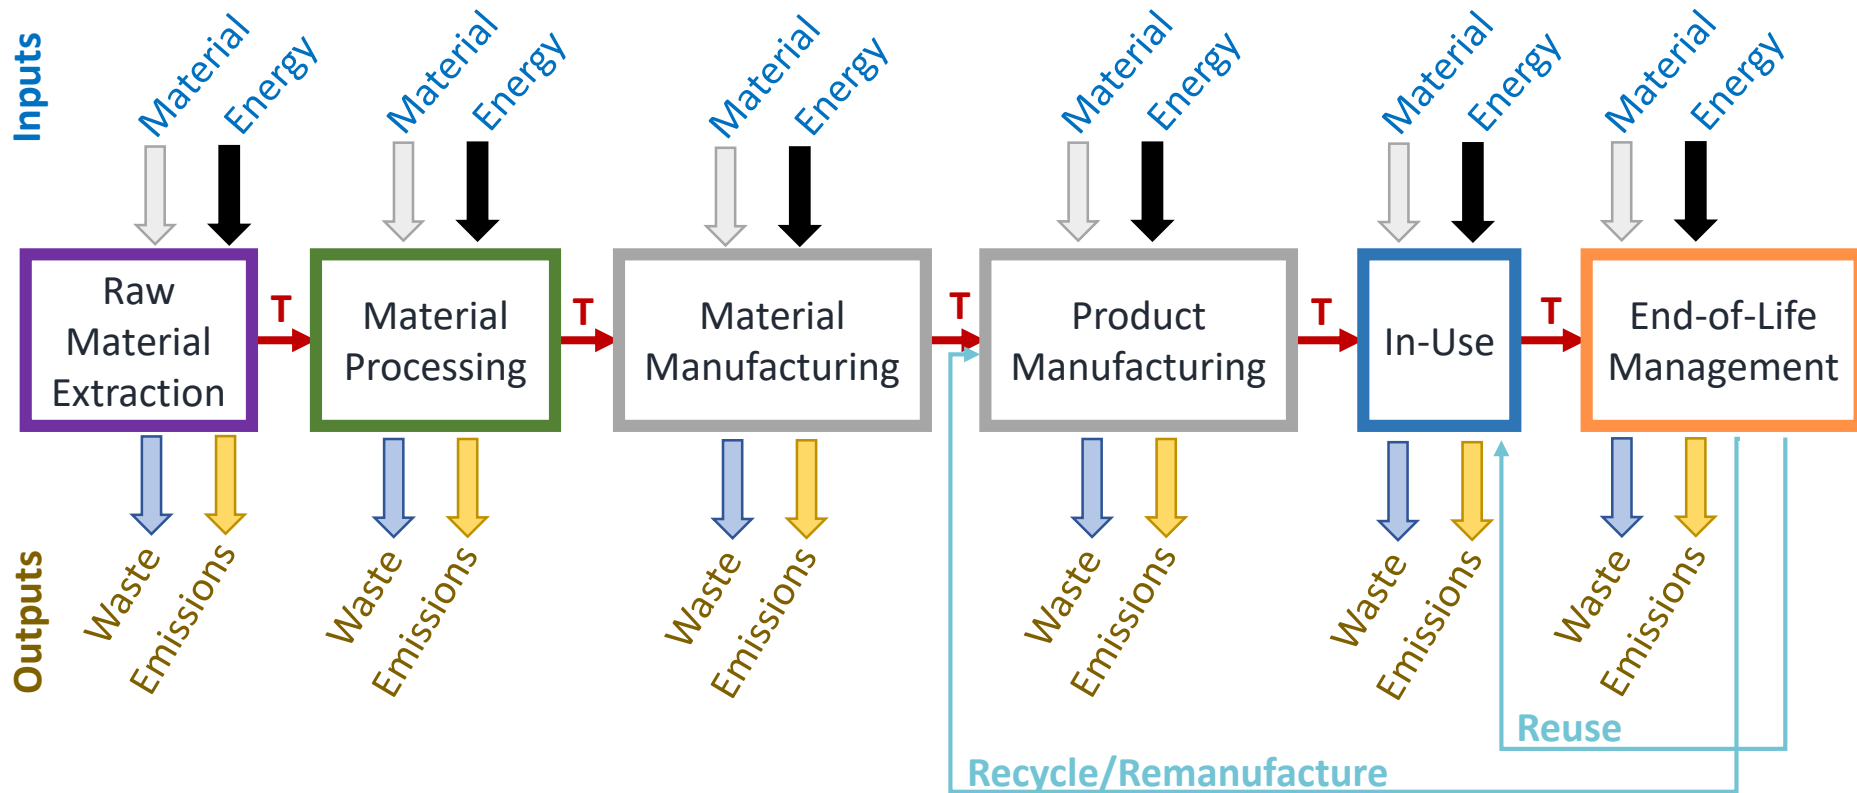 Inputs
Material
Energy
Material
Energy
Material
Energy
Material
Energy
Material
Energy
Material
Energy
Raw
Material
Extraction
T
Material
Processing
T
Material
Manufacturing
T
Product
Manufacturing
T
In-Use
T
End-of-Life
Management
Outputs
Waste
Emissions
Waste
Emissions
Waste
Emissions
Waste
Emissions
Waste
Emissions
Waste
Emissions
Reuse
Recycle/Remanufacture